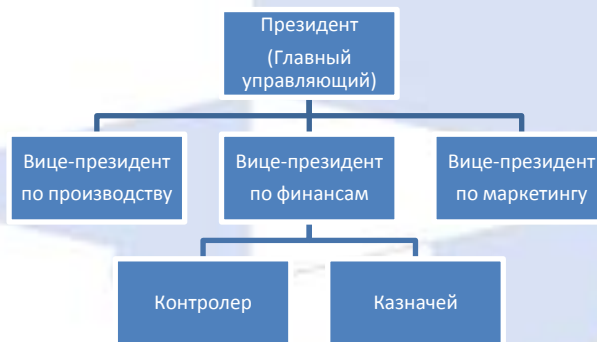 Президент
(Главный
управляющий)
Вице-президент
по производству
Вице-президент
по финансам
Вице-президент
по маркетингу
Контролер
Казначей